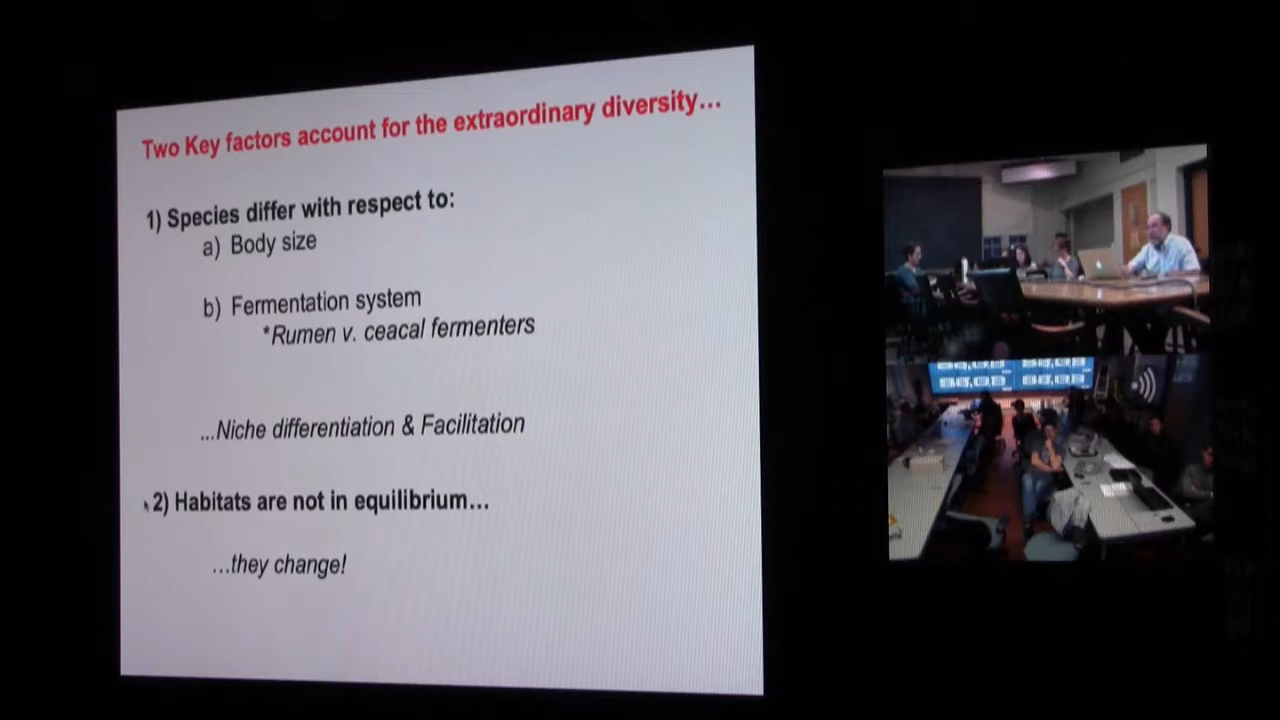 Two Key factors account for the extraordinary diversity…
1) Species differ with respect to:
a) Body size
b) Fermentation system
*Rumen v. ceacal fermenters
...Niche differentiation & Facilitation
2) Habitats are not in equilibrium…
…they change!